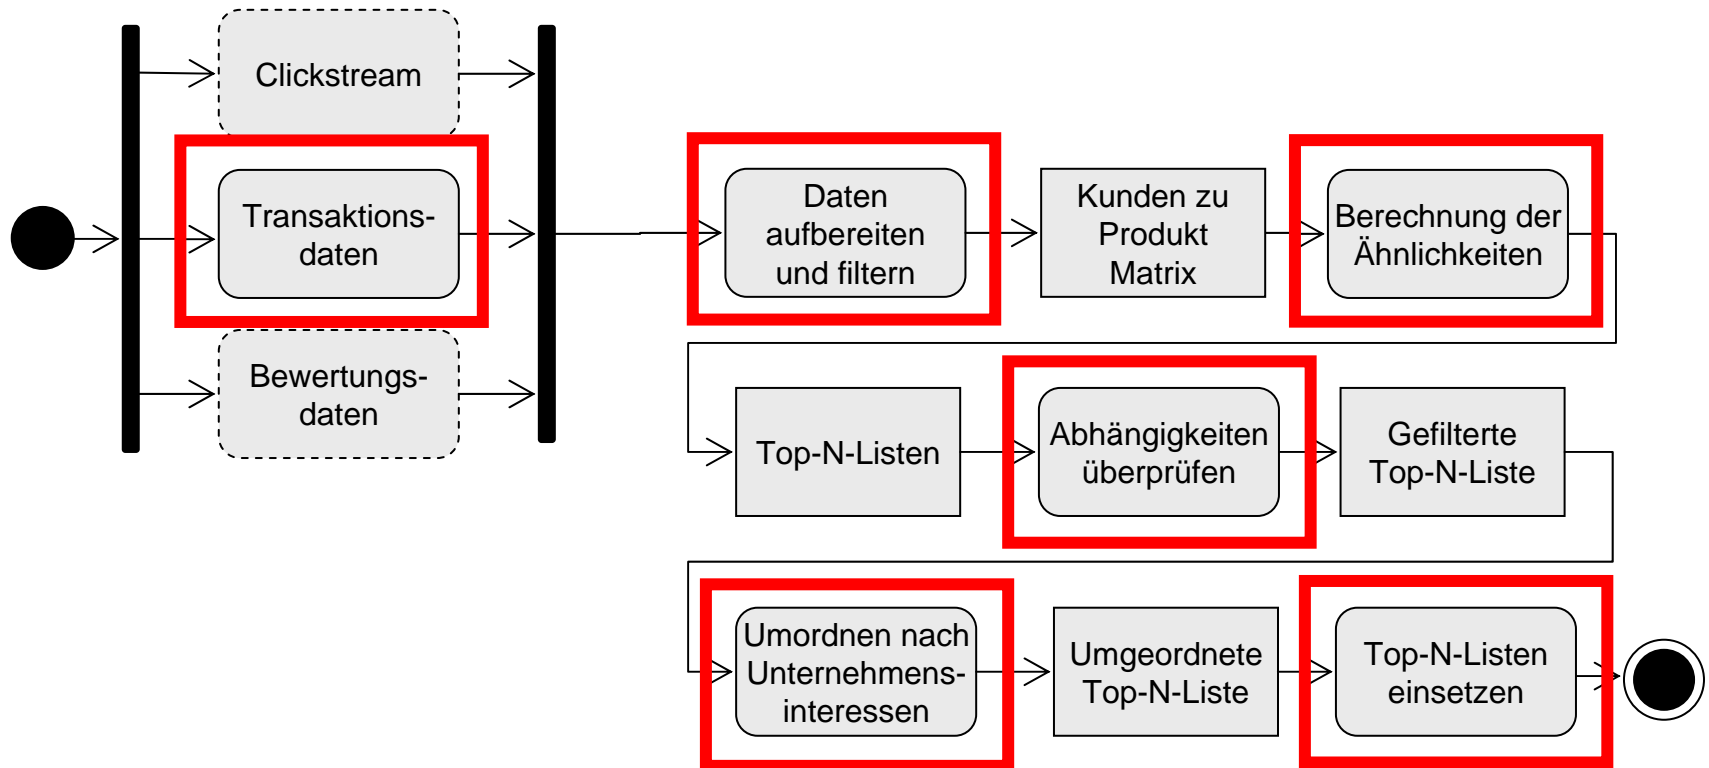 Clickstream
Transaktions-
daten
Bewertungs-
daten
Daten
aufbereiten
und filtern
Kunden zu
Produkt
Matrix
Berechnung der
Ähnlichkeiten
Top-N-Listen
Abhängigkeiten
überprüfen
Gefilterte
Top-N-Liste
Umordnen nach
Unternehmens-
interessen
Umgeordnete
Top-N-Liste
Top-N-Listen
einsetzen